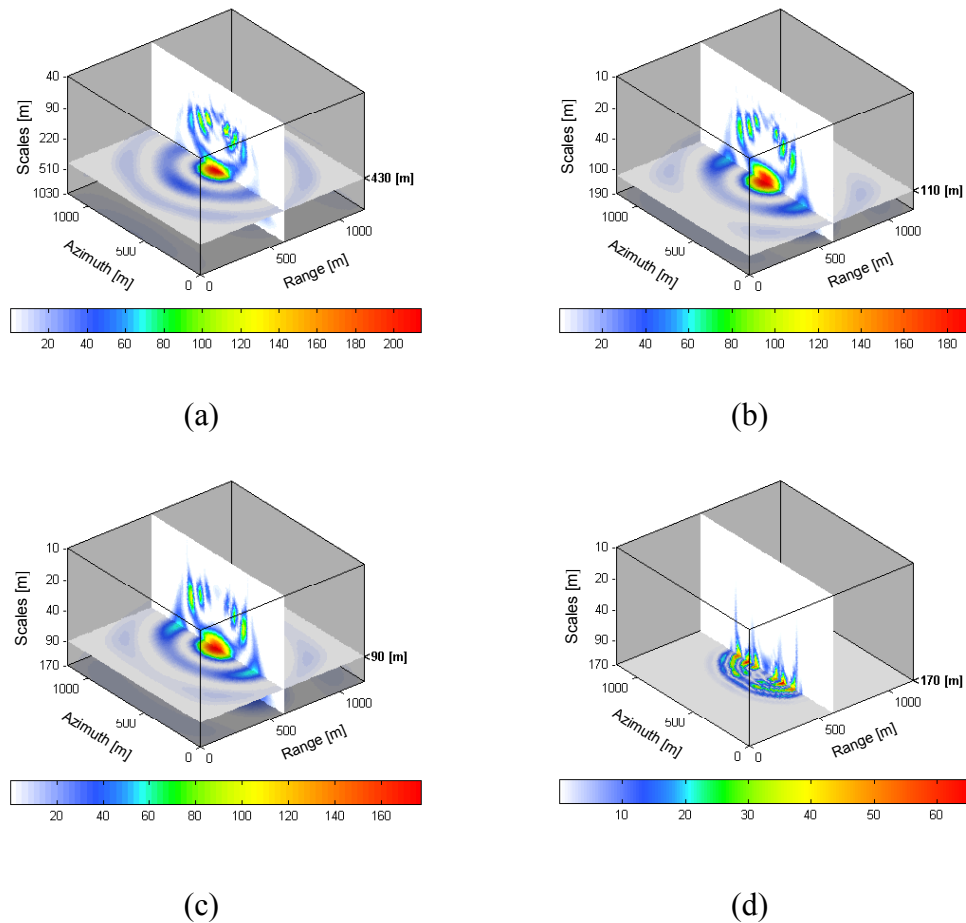 Scales [m]
40
90
220
510
1030
1000
500
0
Azimuth [m]
0
500
1000
Range [m]
<430 [m]
20 40 60 80 100 120 140 160 180 200
(a)
Scales [m]
10
20
40
100
190
1000
500
0
Azimuth [m]
0
500
1000
Range [m]
<110 [m]
20 40 60 80 100 120 140 160 180
(b)
Scales [m]
10
20
40
90
170
1000
500
0
Azimuth [m]
0
500
1000
Range [m]
<90 [m]
20 40 60 80 100 120 140 160
(c)
Scales [m]
10
20
40
90
170
1000
500
0
Azimuth [m]
0
500
1000
Range [m]
<170 [m]
10 20 30 40 50 60
(d)